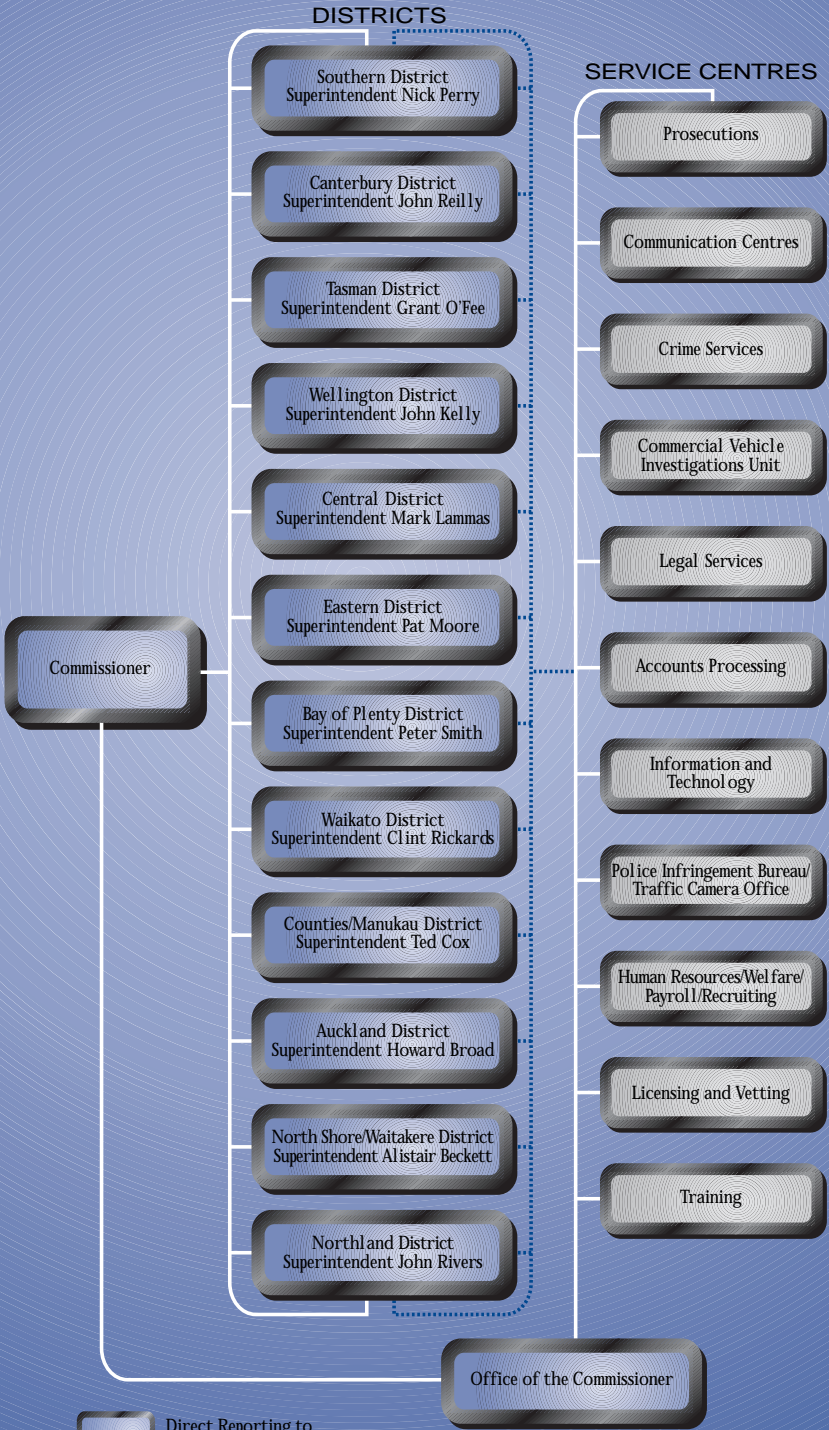 DISTRICTS
Southern District
Superintendent Nick Perry
Canterbury District
Superintendent John Reilly
Tasman District
Superintendent Grant O'Fee
Wellington District
Superintendent John Kelly
Central District
Superintendent Mark Lammas
Eastern District
Superintendent Pat Moore
Bay of Plenty District
Superintendent Peter Smith
Waikato District
Superintendent Clint Rickards
Counties/Manukau District
Superintendent Ted Cox
Auckland District
Superintendent Howard Broad
North Shore/Waitakere District
Superintendent Alistair Beckett
Northland District
Superintendent John Rivers
SERVICE CENTRES
Prosecutions
Communication Centres
Crime Services
Commercial Vehicle
Investigations Unit
Legal Services
Accounts Processing
Information and
Technology
Police Infringement Bureau/
Traffic Camera Office
Human Resources/Welfare/
Payroll/Recruiting
Licensing and Vetting
Training
Commissioner
Office of the Commissioner
Direct Reporting to